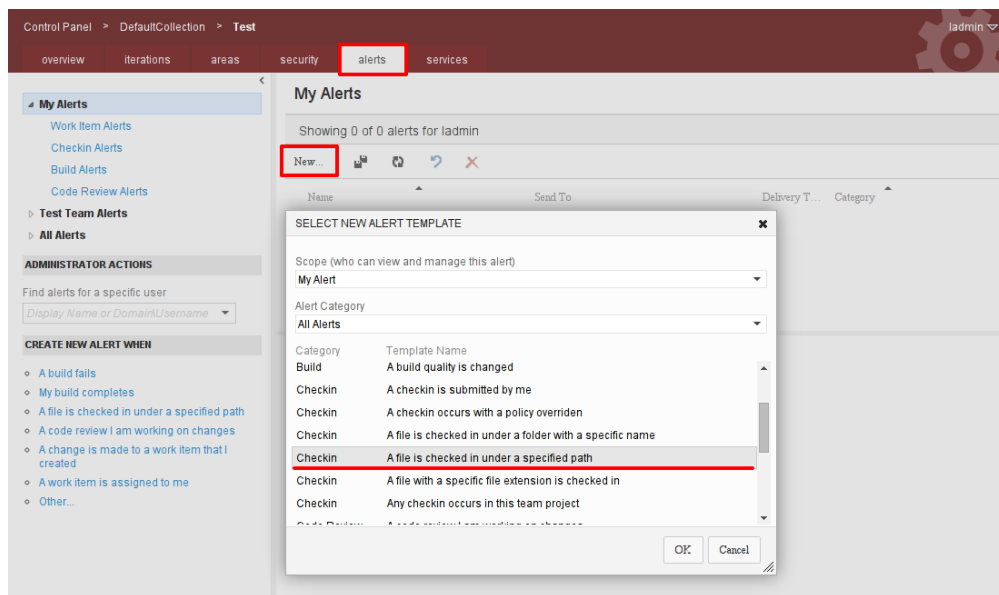 Control Panel > DefaultCollection > Test
ladmin
overview iterations areas security alerts services
My Alerts
Work Item Alerts
Checkin Alerts
Build Alerts
Code Review Alerts
Test Team Alerts
All Alerts
ADMINISTRATOR ACTIONS
Find alerts for a specific user
Display Name or Domain\Username
CREATE NEW ALERT WHEN
A build fails
My build completes
A file is checked in under a specified path
A code review I am working on changes
A change is made to a work item that I
created
A work item is assigned to me
Other...
My Alerts
Showing 0 of 0 alerts for ladmin
New...
Name Send To Delivery T... Category
SELECT NEW ALERT TEMPLATE
Scope (who can view and manage this alert)
My Alert
Alert Category
All Alerts
Category Template Name
Build A build quality is changed
Checkin A checkin is submitted by me
Checkin A checkin occurs with a policy overriden
Checkin A file is checked in under a folder with a specific name
Checkin A file is checked in under a specified path
Checkin A file with a specific file extension is checked in
Checkin Any checkin occurs in this team project
Code Review A code review I am working on changes
OK Cancel